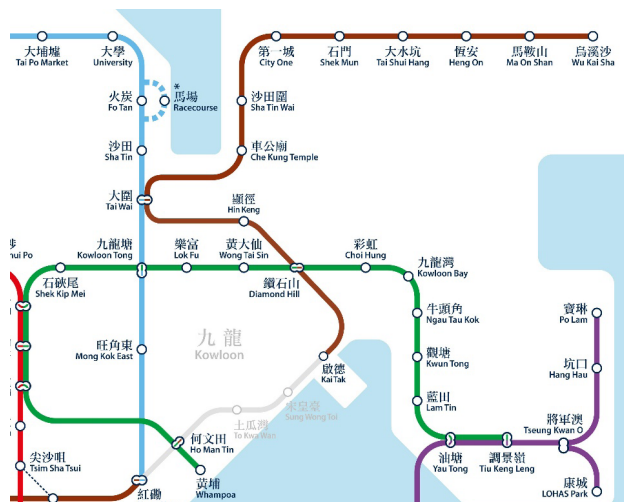 大埔墟
Tai Po Market
大學
University
第一城
City One
石門
Shek Mun
大水坑
Tai Shui Hang
恆安
Heng On
馬鞍山
Ma On Shan
烏溪沙
Wu Kai Sha
火炭
Fo Tan
*
馬場
Racecourse
沙田圍
Sha Tin Wai
沙田
Sha Tin
車公廟
Che Kung Temple
大圍
Tai Wai
顯徑
Hin Keng
埗
hui Po
九龍塘
Kowloon Tong
樂富
Lok Fu
黃大仙
Wong Tai Sin
彩虹
Choi Hung
九龍灣
Kowloon Bay
石硤尾
Shek Kip Mei
鑽石山
Diamond Hill
牛頭角
Ngau Tau Kok
寶琳
Po Lam
旺角東
Mong Kok East
九龍
Kowloon
觀塘
Kwun Tong
坑口
Hang Hau
啟德
Kai Tak
宋皇臺
Sung Wong Toi
藍田
Lam Tin
土瓜灣
To Kwa Wan
將軍澳
Tseung Kwan O
何文田
Ho Man Tin
尖沙咀
Tsim Sha Tsui
油塘
Yau Tong
調景嶺
Tiu Keng Leng
黃埔
Whampoa
紅磡
康城
LOHAS Park